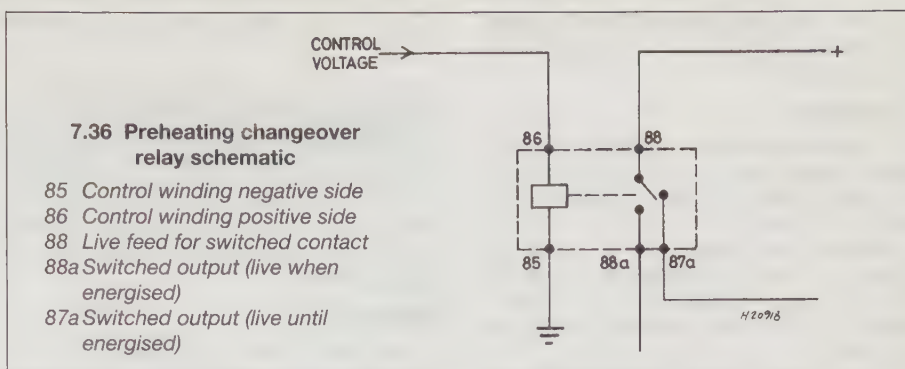 CONTROL
VOLTAGE
+
7.36 Preheating changeover
relay schematic
85 Control winding negative side
86 Control winding positive side
88 Live feed for switched contact
88a Switched output (live when
energised)
87a Switched output (live until
energised)
86
88
85
88a
87a
H20918